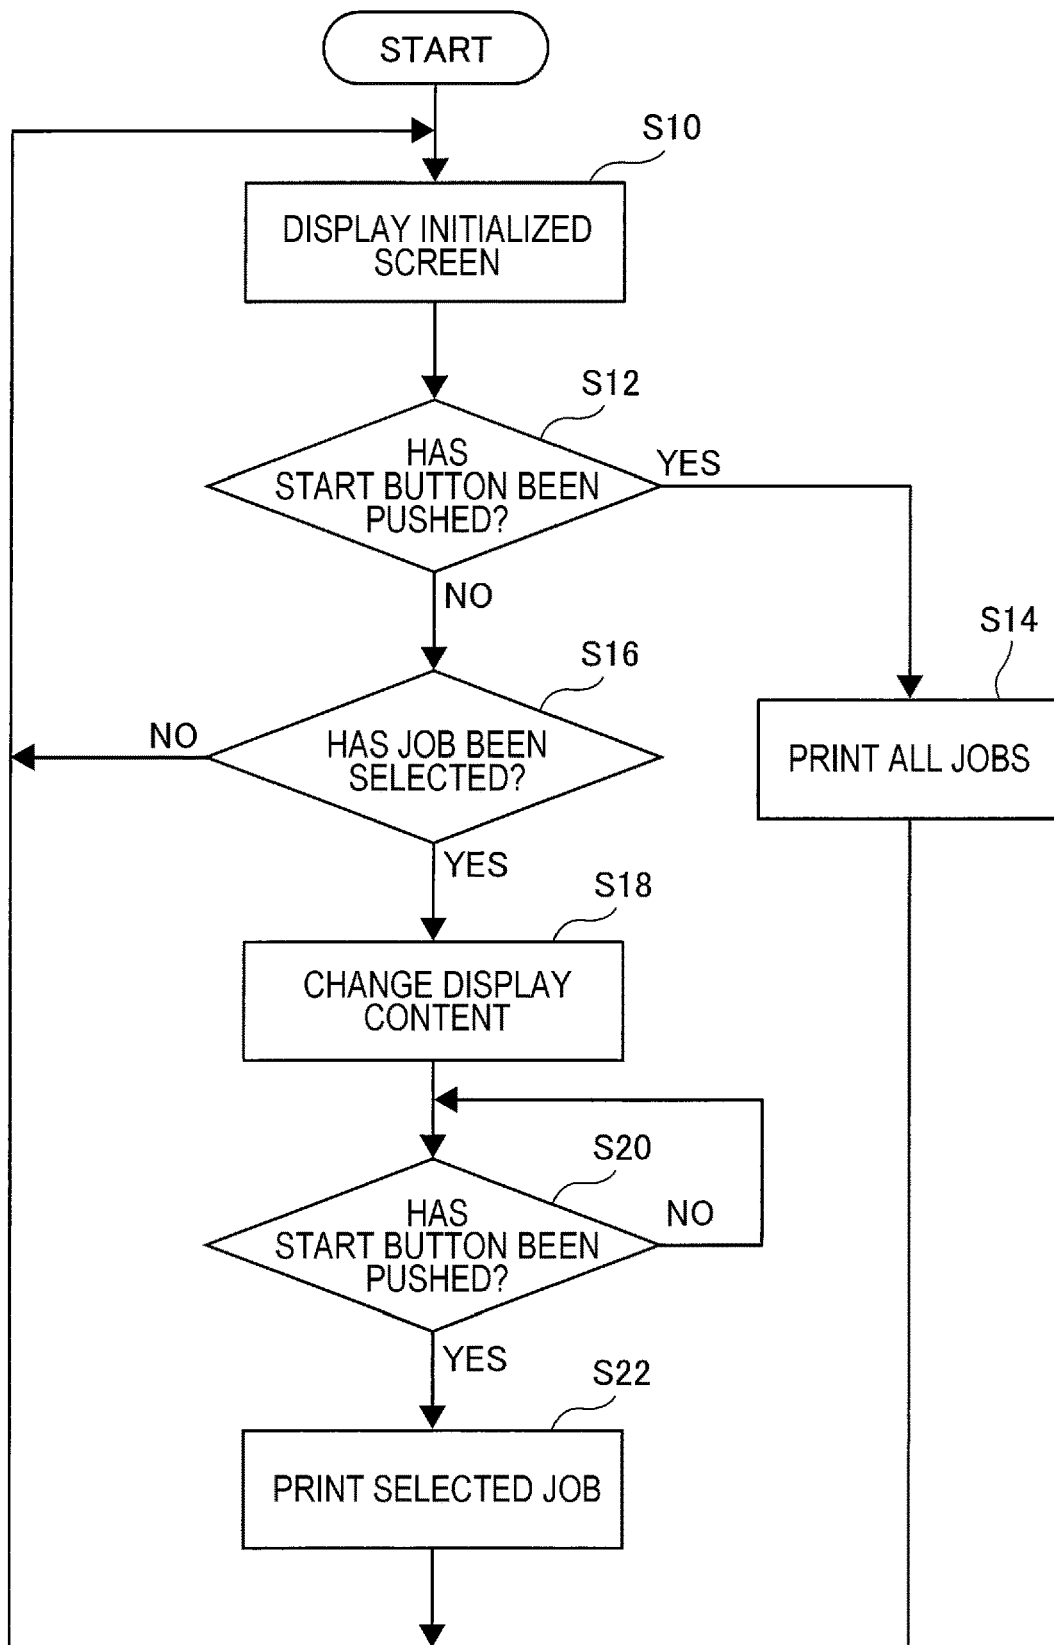 START
S10
DISPLAY INITIALIZED
SCREEN
S12
HAS
START BUTTON BEEN
PUSHED?
YES
NO
S14
PRINT ALL JOBS
S16
HAS JOB BEEN
SELECTED?
NO
YES
S18
CHANGE DISPLAY
CONTENT
S20
HAS
START BUTTON BEEN
PUSHED?
NO
YES
S22
PRINT SELECTED JOB